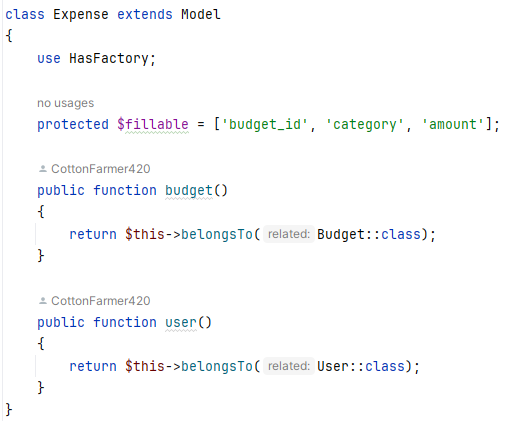 class Expense extends Model
{
use HasFactory;
no usages
protected $fillable = ['budget_id', 'category', 'amount'];
CottonFarmer420
public function budget()
{
return $this->belongsTo( related: Budget::class);
}
CottonFarmer420
public function user()
{
return $this->belongsTo( related: User::class);
}
}